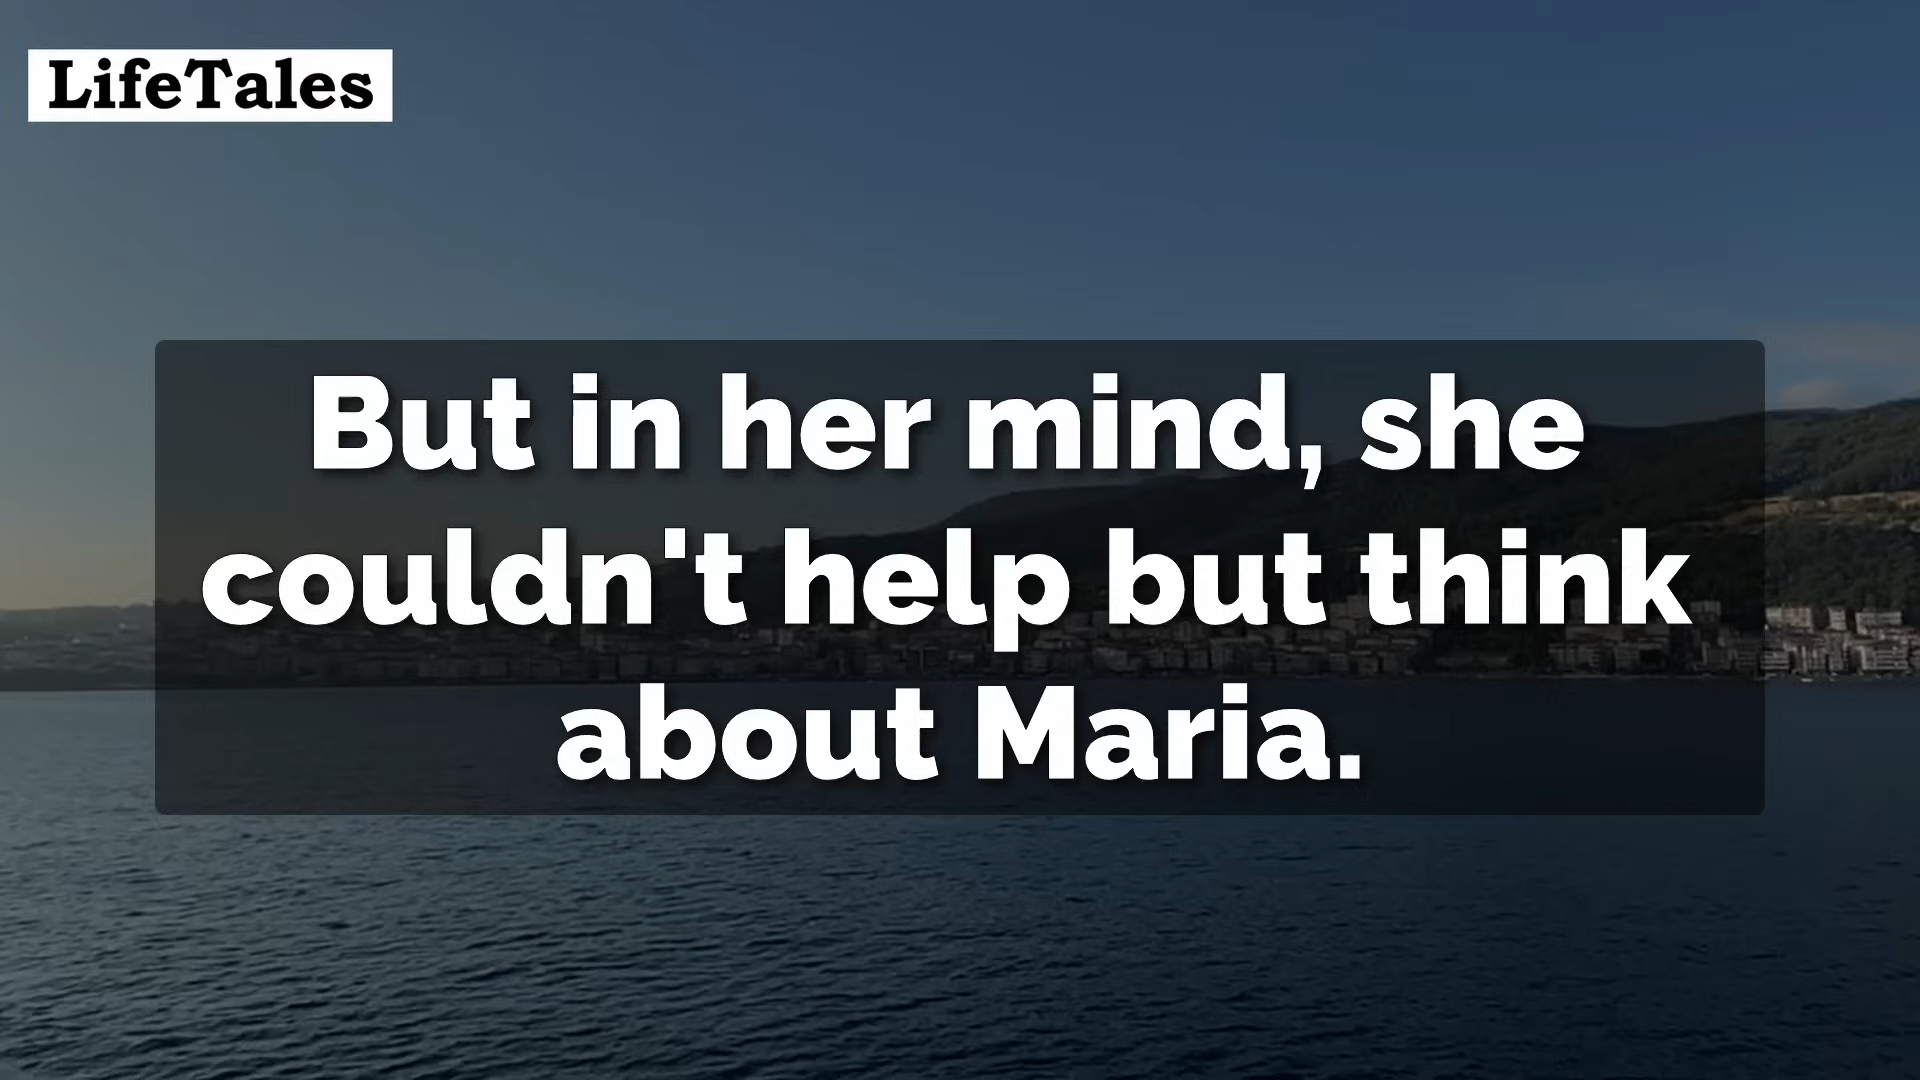 LifeTales
But in her mind, she
couldn't help but think
about Maria.